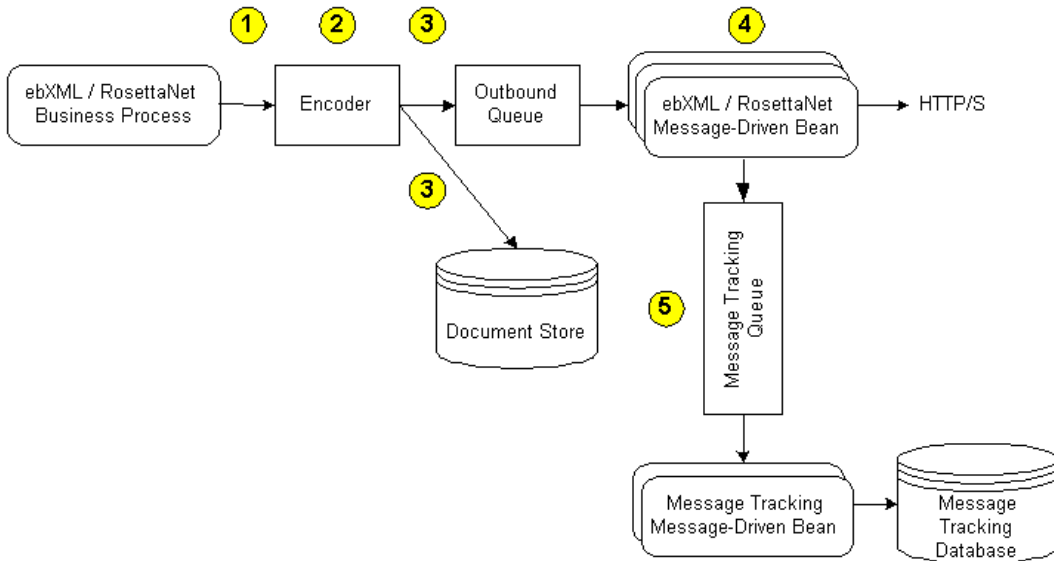 1
2
3
4
ebXML / RosettaNet
Business Process
Encoder
Outbound
Queue
ebXML / RosettaNet
Message-Driven Bean
HTTP/S
3
Document Store
5
Message Tracking
Queue
Message Tracking
Message-Driven Bean
Message
Tracking
Database